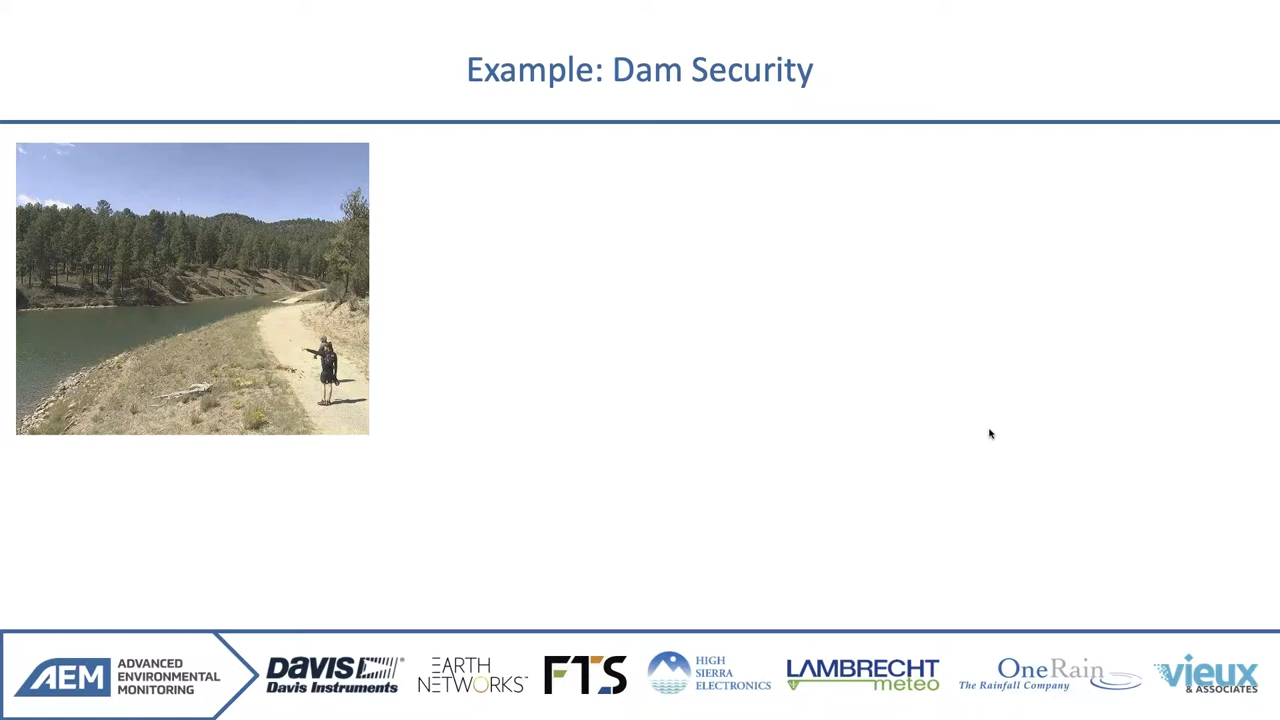 Example: Dam Security
AEM
ADVANCED
ENVIRONMENTAL
MONITORING
DAVIS
Davis Instruments
EARTH
NETWORKS
FTS
HIGH
SIERRA
ELECTRONICS
LAMBRECHT
meteo
OneRain
The Rainfall Company
vieux
& ASSOCIATES